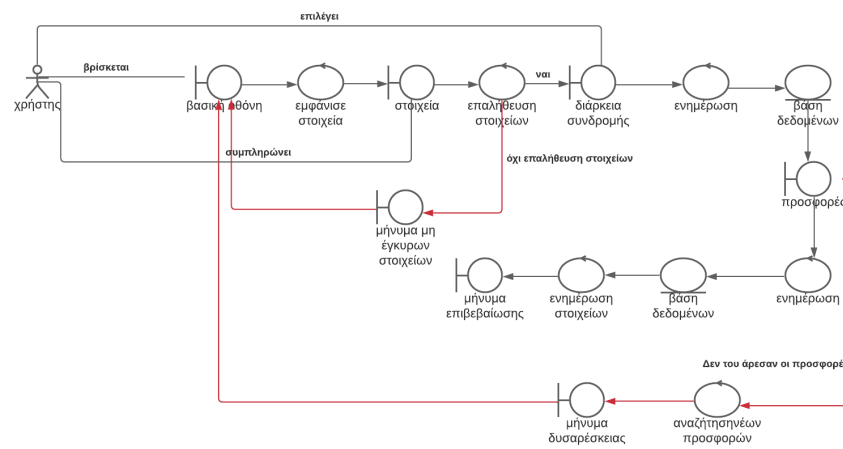 επιλέγει
βρίσκεται
ναι
χρήστης
βασική οθόνη
εμφάνισε
στοιχεία
στοιχεία
επαλήθευση
στοιχείων
διάρκεια
συνδρομής
ενημέρωση
βάση
δεδομένων
συμπληρώνει
όχι επαλήθευση στοιχείων
προσφορές
μήνυμα μη
έγκυρων
στοιχείων
μήνυμα
επιβεβαίωσης
ενημέρωση
στοιχείων
βάση
δεδομένων
ενημέρωση
Δεν του άρεσαν οι προσφορέ
μήνυμα
δυσαρέσκειας
αναζήτησηνέων
προσφορών